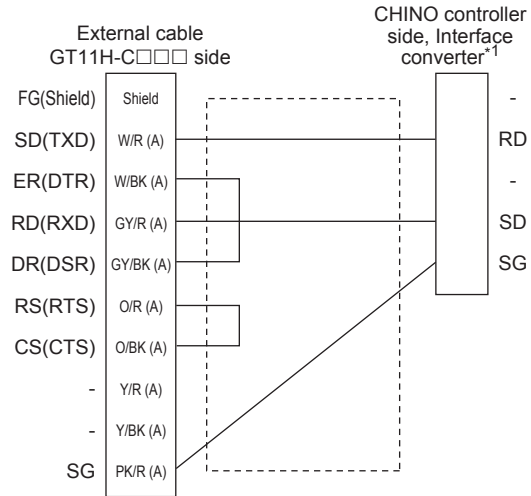 External cable
GT11H-C□□□ side
CHINO controller
side, Interface
converter*1
FG(Shield) Shield -
SD(TXD) W/R (A) RD
ER(DTR) W/BK (A) -
RD(RXD) GY/R (A) SD
DR(DSR) GY/BK (A) SG
RS(RTS) O/R (A)
CS(CTS) O/BK (A)
- Y/R (A)
- Y/BK (A)
SG PK/R (A)